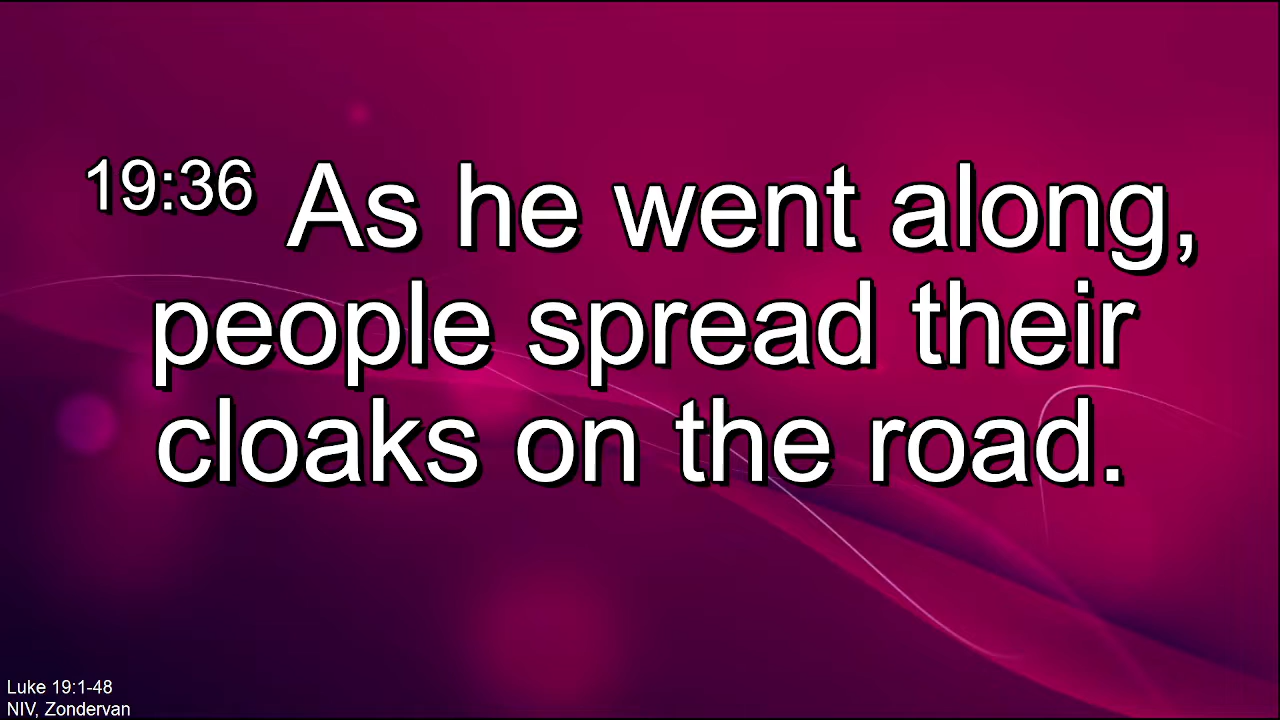 19:36 As he went along,
people spread their
cloaks on the road.
Luke 19:1-48
NIV, Zondervan